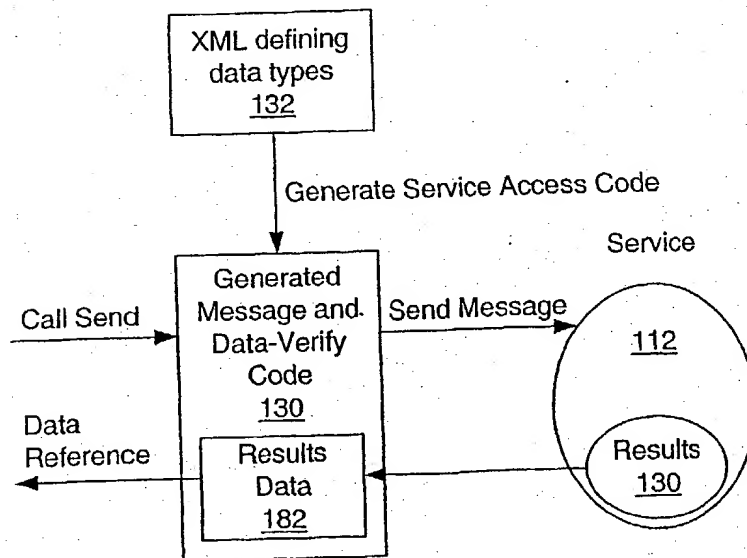 XML defining
data types
132
Generate Service Access Code
Service
Generated
Message and
Data-Verify
Code
130
Call Send
Send Message
112
Data
Reference
Results
Data
182
Results
130